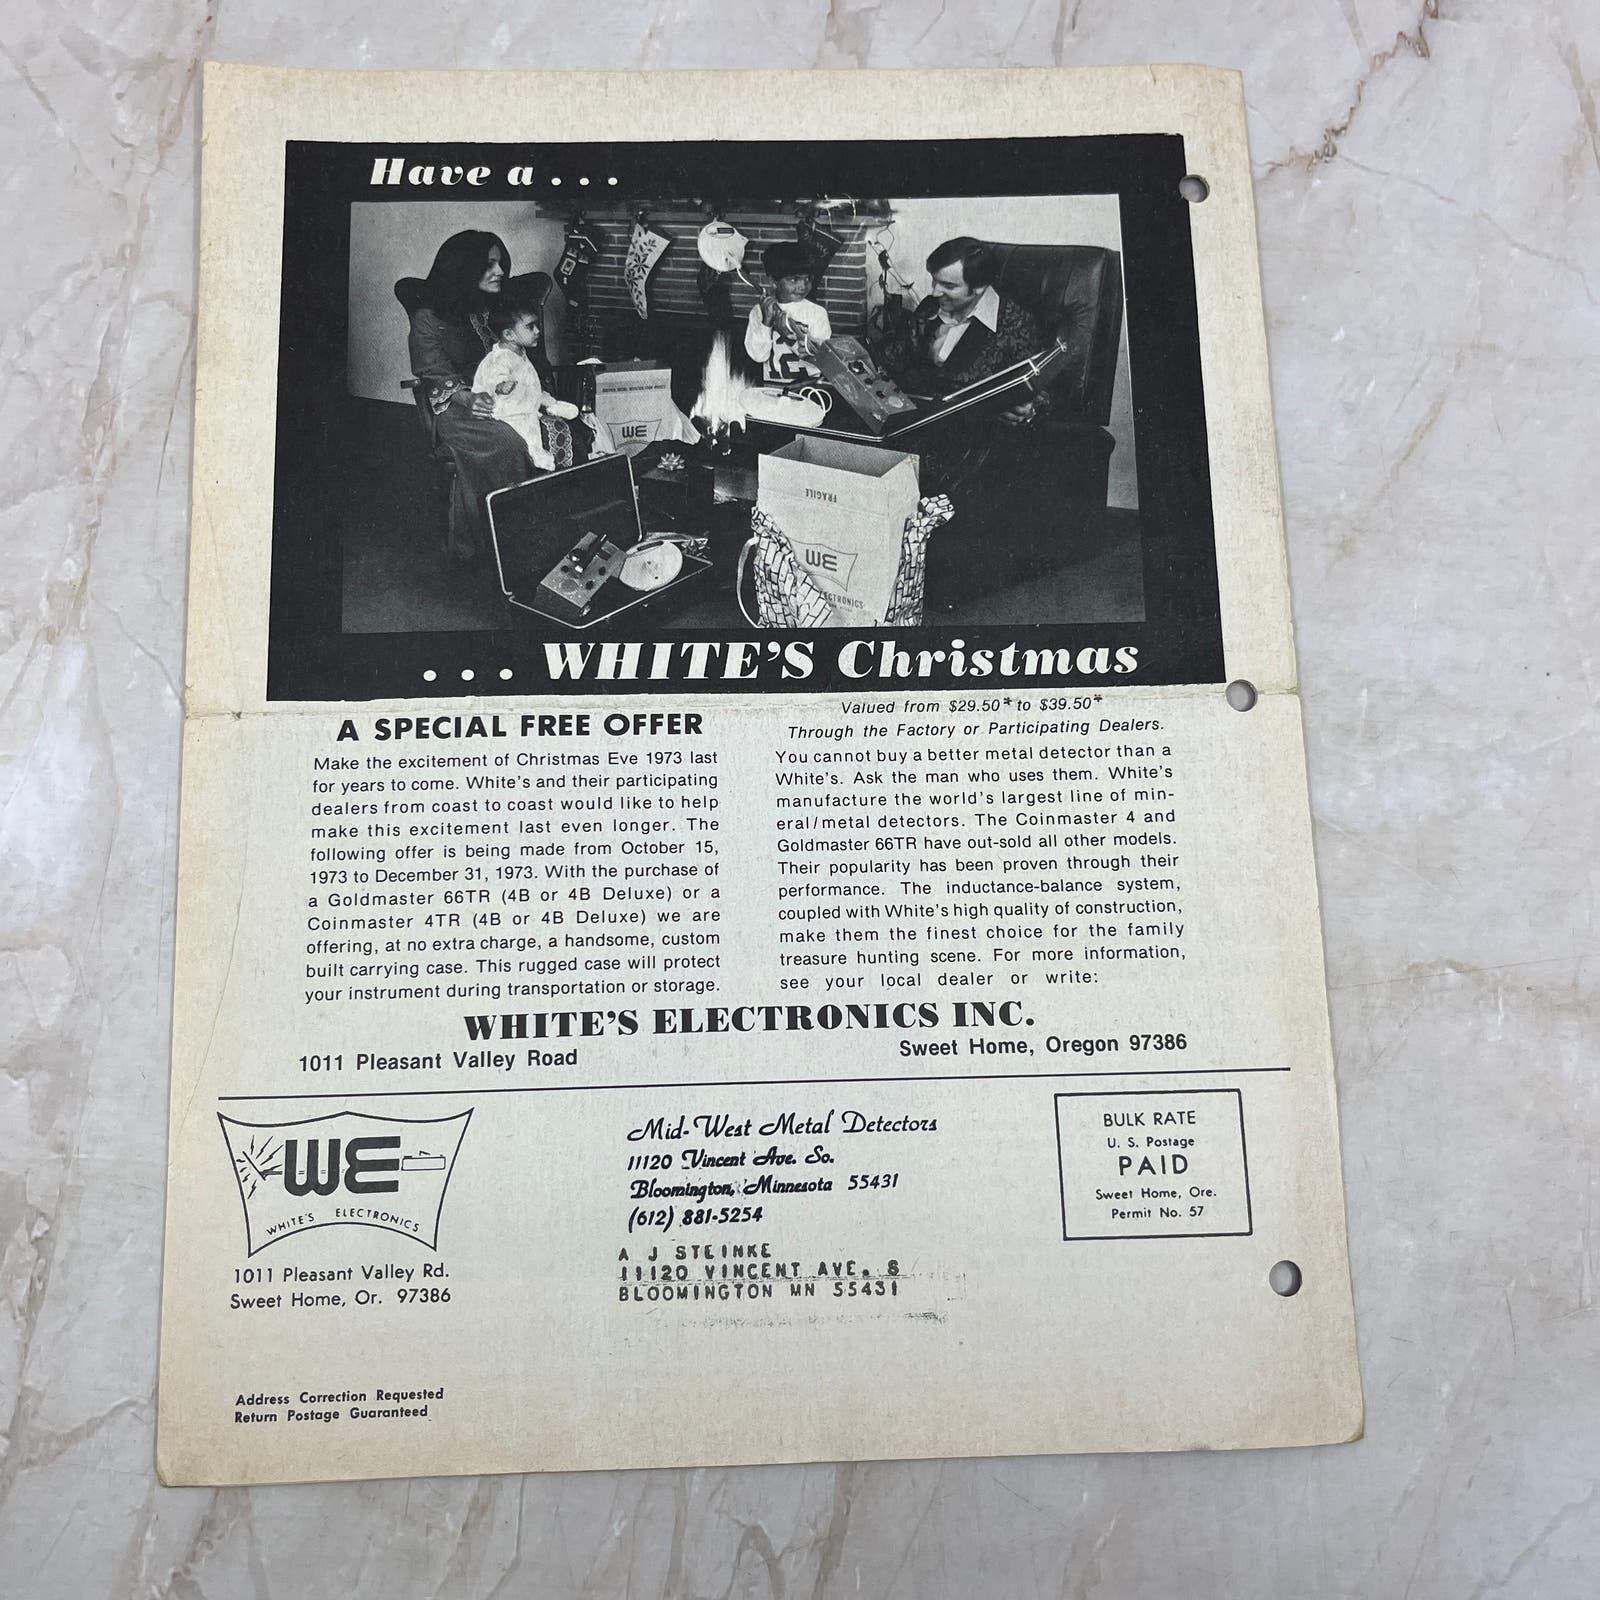 Have a . . .
WE
FRAGILE
WE
. . . WHITE'S Christmas
A SPECIAL FREE OFFER
Make the excitement of Christmas Eve 1973 last
for years to come. White's and their participating
dealers from coast to coast would like to help
make this excitement last even longer. The
following offer is being made from October 15,
1973 to December 31, 1973. With the purchase of
a Goldmaster 66TR (4B or 4B Deluxe) or a
Coinmaster 4TR (4B or 4B Deluxe) we are
offering, at no extra charge, a handsome, custom
built carrying case. This rugged case will protect
your instrument during transportation or storage.
Valued from $29.50* to $39.50*
Through the Factory or Participating Dealers.
You cannot buy a better metal detector than a
White's. Ask the man who uses them. White's
manufacture the world's largest line of min-
eral/metal detectors. The Coinmaster 4 and
Goldmaster 66TR have out-sold all other models.
Their popularity has been proven through their
performance. The inductance-balance system,
coupled with White's high quality of construction,
make them the finest choice for the family
treasure hunting scene. For more information,
see your local dealer or write:
WHITE'S ELECTRONICS INC.
1011 Pleasant Valley Road
Sweet Home, Oregon 97386
WE
WHITE'S ELECTRONICS
1011 Pleasant Valley Rd.
Sweet Home, Or. 97386
Mid-West Metal Detectors
11120 Vincent Ave. So.
Bloomington, Minnesota 55431
(612) 881-5254
A J STEINKE
11120 VINCENT AVE. S
BLOOMINGTON MN 55431
BULK RATE
U. S. Postage
PAID
Sweet Home, Ore.
Permit No. 57
Address Correction Requested
Return Postage Guaranteed